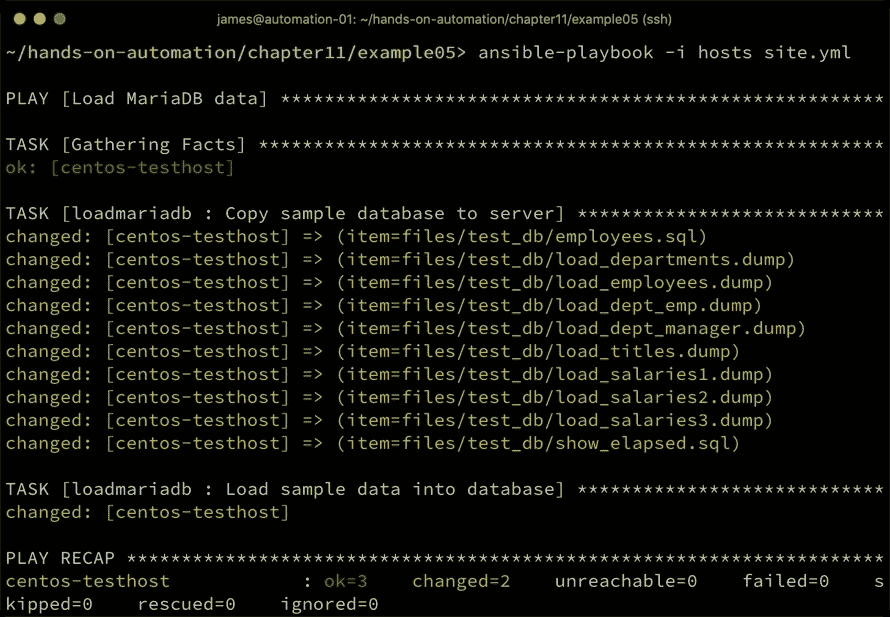 james@automation-01: ~/hands-on-automation/chapter11/example05 (ssh)
~/hands-on-automation/chapter11/example05> ansible-playbook -i hosts site.yml
PLAY [Load MariaDB data] *******************************************************
TASK [Gathering Facts] *********************************************************
ok: [centos-testhost]
TASK [loadmariadb : Copy sample database to server] ****************************
changed: [centos-testhost] => (item=files/test_db/employees.sql)
changed: [centos-testhost] => (item=files/test_db/load_departments.dump)
changed: [centos-testhost] => (item=files/test_db/load_employees.dump)
changed: [centos-testhost] => (item=files/test_db/load_dept_emp.dump)
changed: [centos-testhost] => (item=files/test_db/load_dept_manager.dump)
changed: [centos-testhost] => (item=files/test_db/load_titles.dump)
changed: [centos-testhost] => (item=files/test_db/load_salaries1.dump)
changed: [centos-testhost] => (item=files/test_db/load_salaries2.dump)
changed: [centos-testhost] => (item=files/test_db/load_salaries3.dump)
changed: [centos-testhost] => (item=files/test_db/show_elapsed.sql)
TASK [loadmariadb : Load sample data into database] ****************************
changed: [centos-testhost]
PLAY RECAP *********************************************************************
centos-testhost            : ok=3    changed=2    unreachable=0    failed=0    s
kipped=0    rescued=0    ignored=0